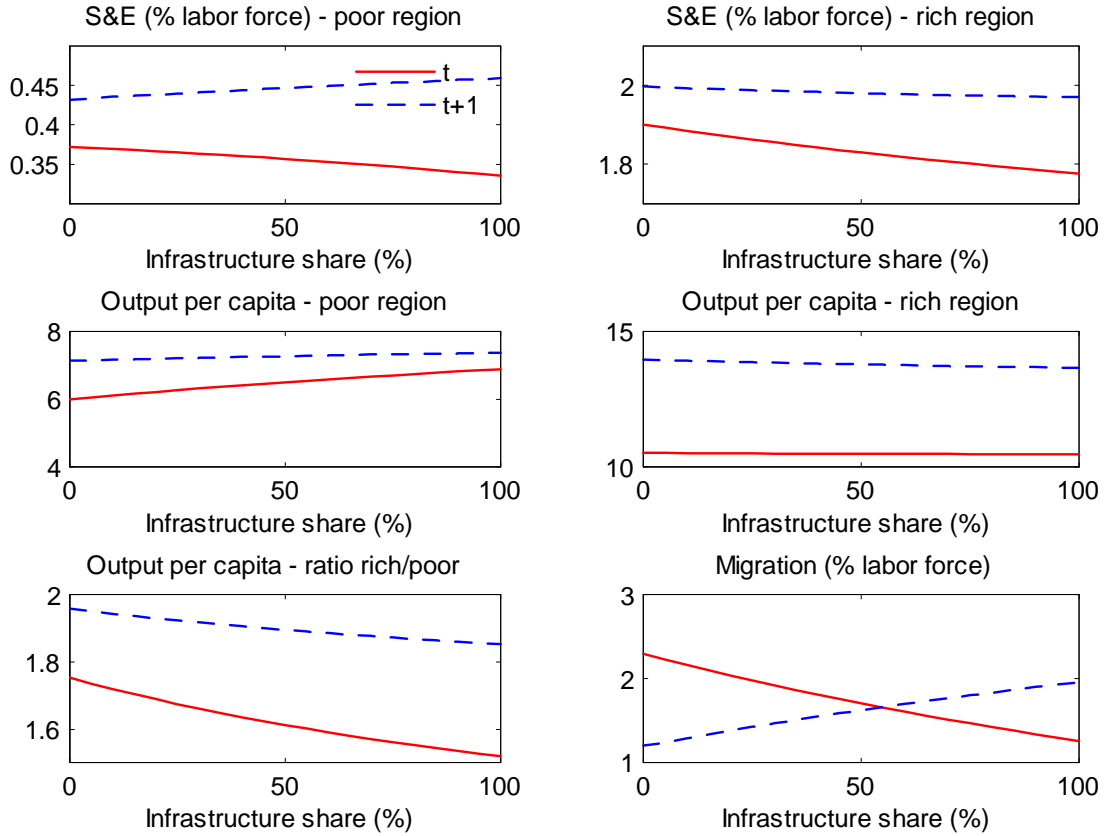 S&E (% labor force) - poor region
0.45
0.4
0.35
t
t+1
0
50
100
Infrastructure share (%)
S&E (% labor force) - rich region
2
1.8
0
50
100
Infrastructure share (%)
Output per capita - poor region
8
6
4
0
50
100
Infrastructure share (%)
Output per capita - rich region
15
10
0
50
100
Infrastructure share (%)
Output per capita - ratio rich/poor
2
1.8
1.6
0
50
100
Infrastructure share (%)
Migration (% labor force)
3
2
1
0
50
100
Infrastructure share (%)